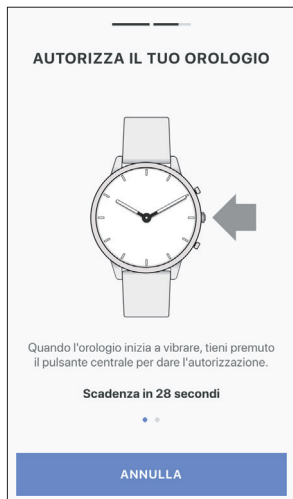 AUTORIZZA IL TUO OROLOGIO
Quando l'orologio inizia a vibrare, tieni premuto
il pulsante centrale per dare l'autorizzazione.
Scadenza in 28 secondi
ANNULLA